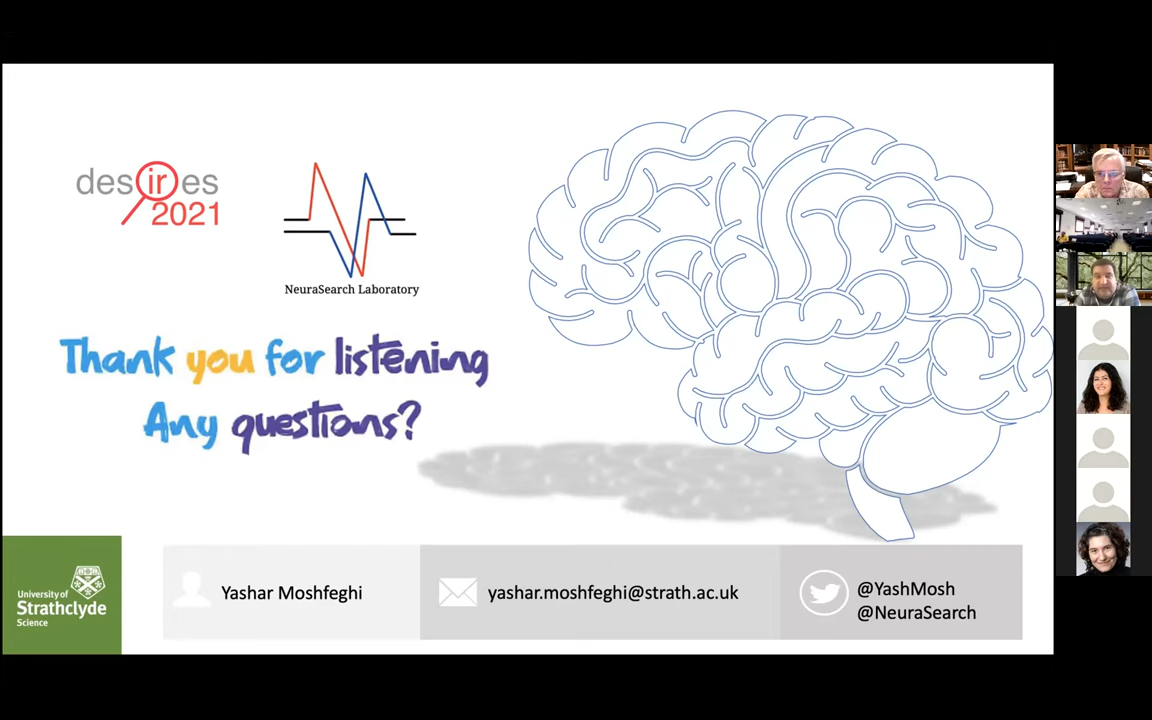 desires
2021
NeuraSearch Laboratory
Thank you for listening
Any questions?
University of
Strathclyde
Science
Yashar Moshfeghi
yashar.moshfeghi@strath.ac.uk
@YashMosh
@NeuraSearch